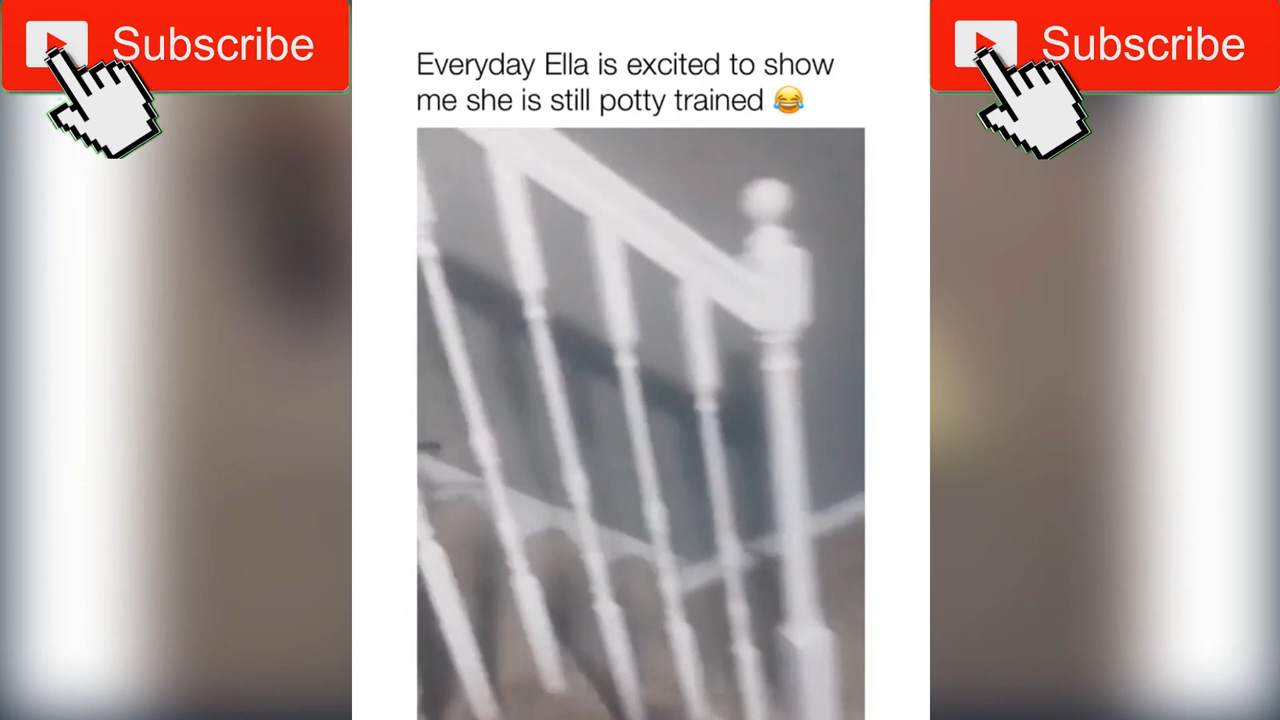 Subscribe
Everyday Ella is excited to show
me she is still potty trained 😂
Subscribe